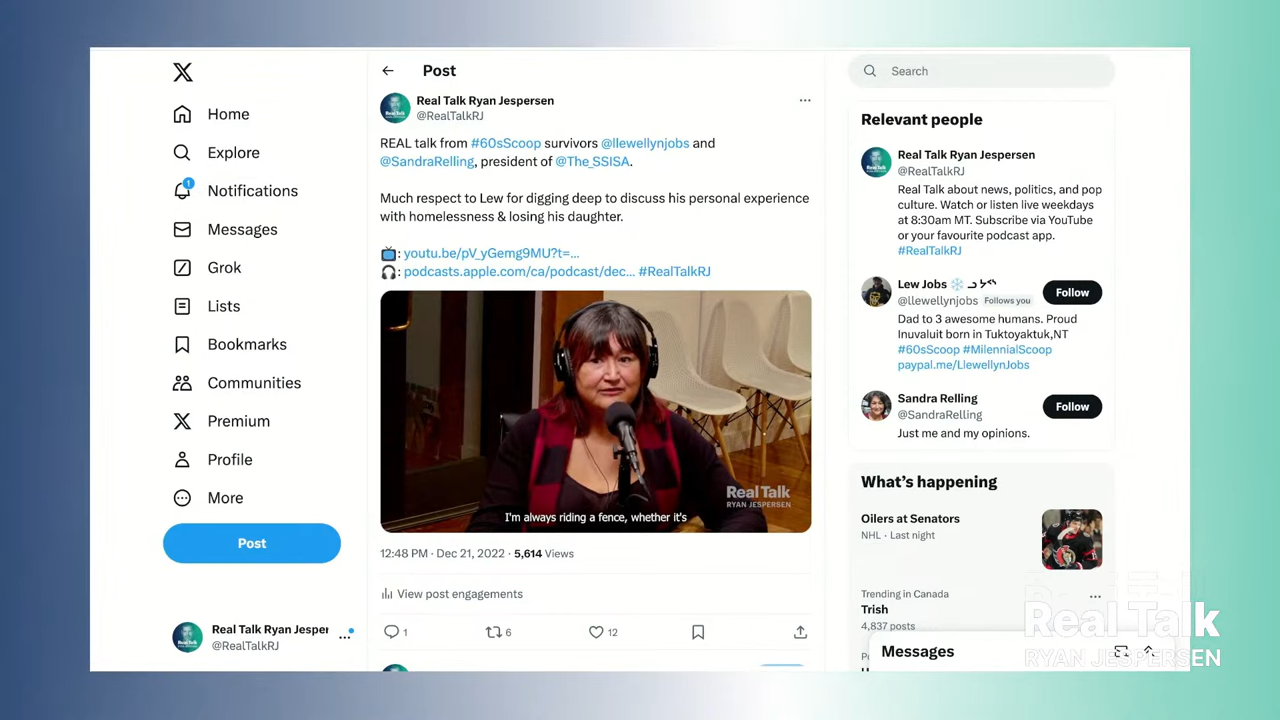 Home
Explore
1
Notifications
Messages
Grok
Lists
Bookmarks
Communities
Premium
Profile
More
Post
Real Talk Ryan Jesper
@RealTalkRJ
Post
Real Talk Ryan Jespersen
@RealTalkRJ
REAL talk from #60sScoop survivors @llewellynjobs and
@SandraRelling, president of @The_SSISA.
Much respect to Lew for digging deep to discuss his personal experience
with homelessness & losing his daughter.
: youtu.be/pV_yGemg9MU?t=...
: podcasts.apple.com/ca/podcast/dec... #RealTalkRJ
Real Talk
RYAN JESPERSEN
I'm always riding a fence, whether it's
12:48 PM · Dec 21, 2022 · 5,614 Views
View post engagements
1
6
12
Search
Relevant people
Real Talk Ryan Jespersen
@RealTalkRJ
Real Talk about news, politics, and pop
culture. Watch or listen live weekdays
at 8:30am MT. Subscribe via YouTube
or your favourite podcast app.
#RealTalkRJ
Lew Jobs
@llewellynjobs Follows you
Follow
Dad to 3 awesome humans. Proud
Inuvaluit born in Tuktoyaktuk,NT
#60sScoop #MilennialScoop
paypal.me/LlewellynJobs
Sandra Relling
@SandraRelling
Follow
Just me and my opinions.
What's happening
Oilers at Senators
NHL · Last night
Trending in Canada
Trish
4,837 posts
Messages
Real Talk
RYAN JESPERSEN